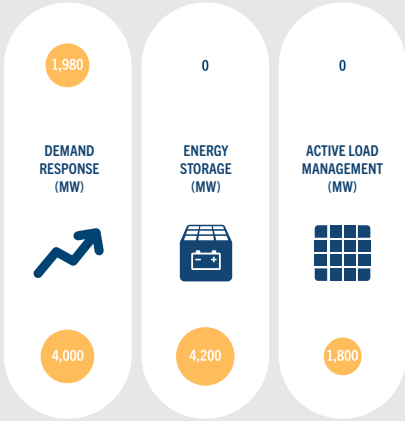 1,980
0
0
DEMAND
RESPONSE
(MW)
ENERGY
STORAGE
(MW)
ACTIVE LOAD
MANAGEMENT
(MW)
4,000
4,200
1,800